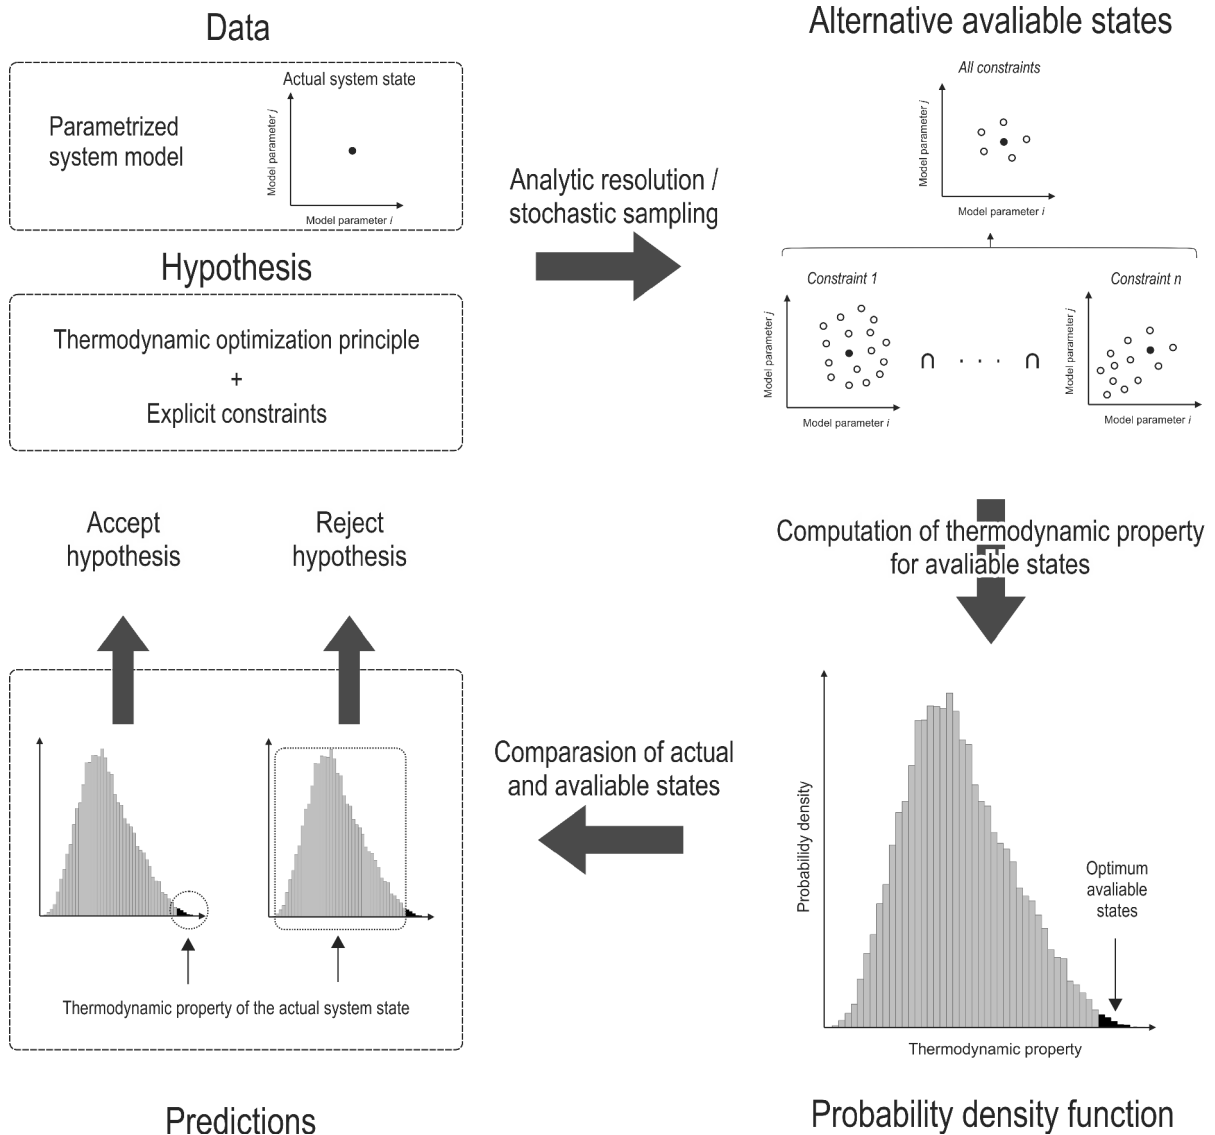 Data
Actual system state
Parametrized
system model
Model parameter j
Model parameter i
Hypothesis
Thermodynamic optimization principle
+
Explicit constraints
Analytic resolution /
stochastic sampling
Alternative avaliable states
All constraints
Model parameter j
Model parameter i
Constraint 1
Model parameter j
Model parameter i
∩ · · · ∩
Constraint n
Model parameter j
Model parameter i
Computation of thermodynamic property
for avaliable states
Probabilidy density
Optimum
avaliable
states
Thermodynamic property
Probability density function
Comparasion of actual
and avaliable states
Accept
hypothesis
Reject
hypothesis
Thermodynamic property of the actual system state
Predictions